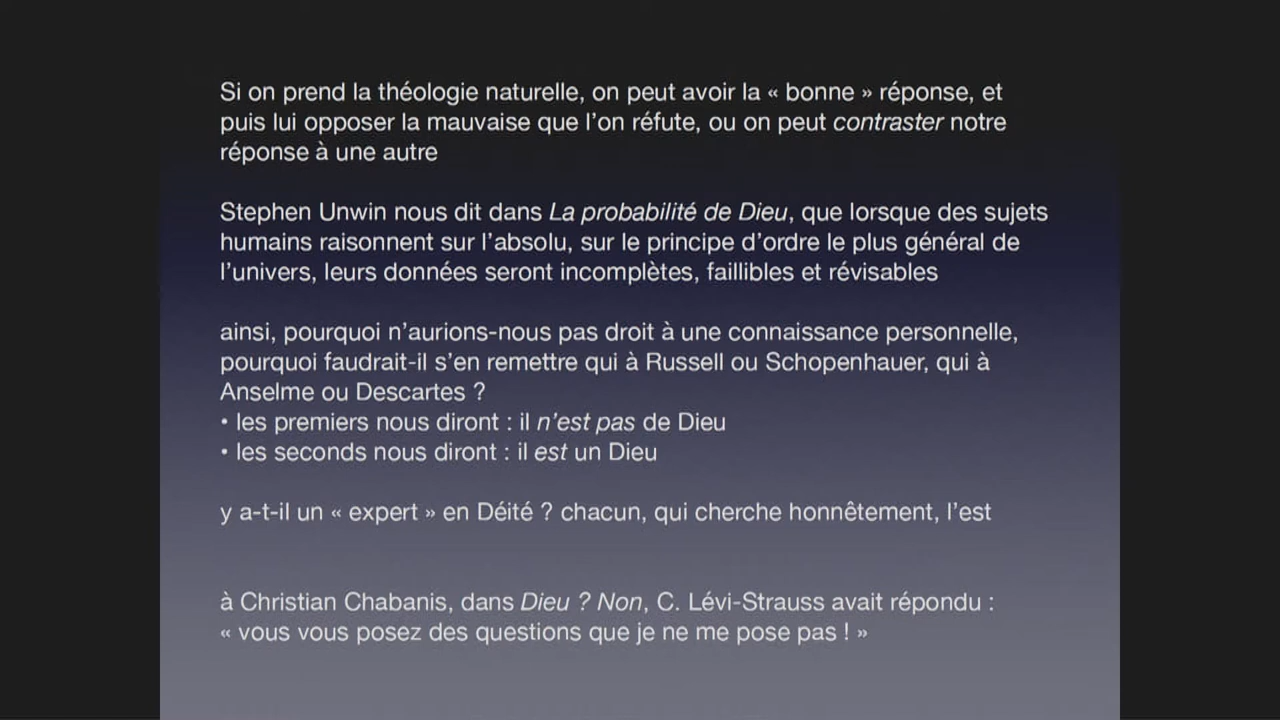 Si on prend la théologie naturelle, on peut avoir la « bonne » réponse, et
puis lui opposer la mauvaise que l’on réfute, ou on peut contraster notre
réponse à une autre
Stephen Unwin nous dit dans La probabilité de Dieu, que lorsque des sujets
humains raisonnent sur l’absolu, sur le principe d’ordre le plus général de
l’univers, leurs données seront incomplètes, faillibles et révisables
ainsi, pourquoi n’aurions-nous pas droit à une connaissance personnelle,
pourquoi faudrait-il s’en remettre qui à Russell ou Schopenhauer, qui à
Anselme ou Descartes ?
• les premiers nous diront : il n’est pas de Dieu
• les seconds nous diront : il est un Dieu
y a-t-il un « expert » en Déité ? chacun, qui cherche honnêtement, l’est
à Christian Chabanis, dans Dieu ? Non, C. Lévi-Strauss avait répondu :
« vous vous posez des questions que je ne me pose pas ! »